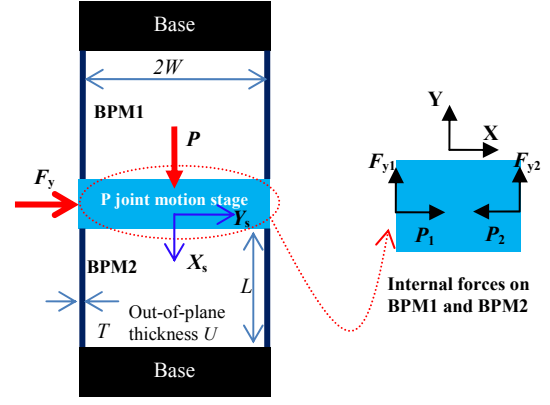 Base
2W
BPM1
P
Fy
P joint motion stage
Ys
Xs
BPM2
L
T
Out-of-plane
thickness U
Base
Y
X
Fy1
Fy2
P1
P2
Internal forces on
BPM1 and BPM2